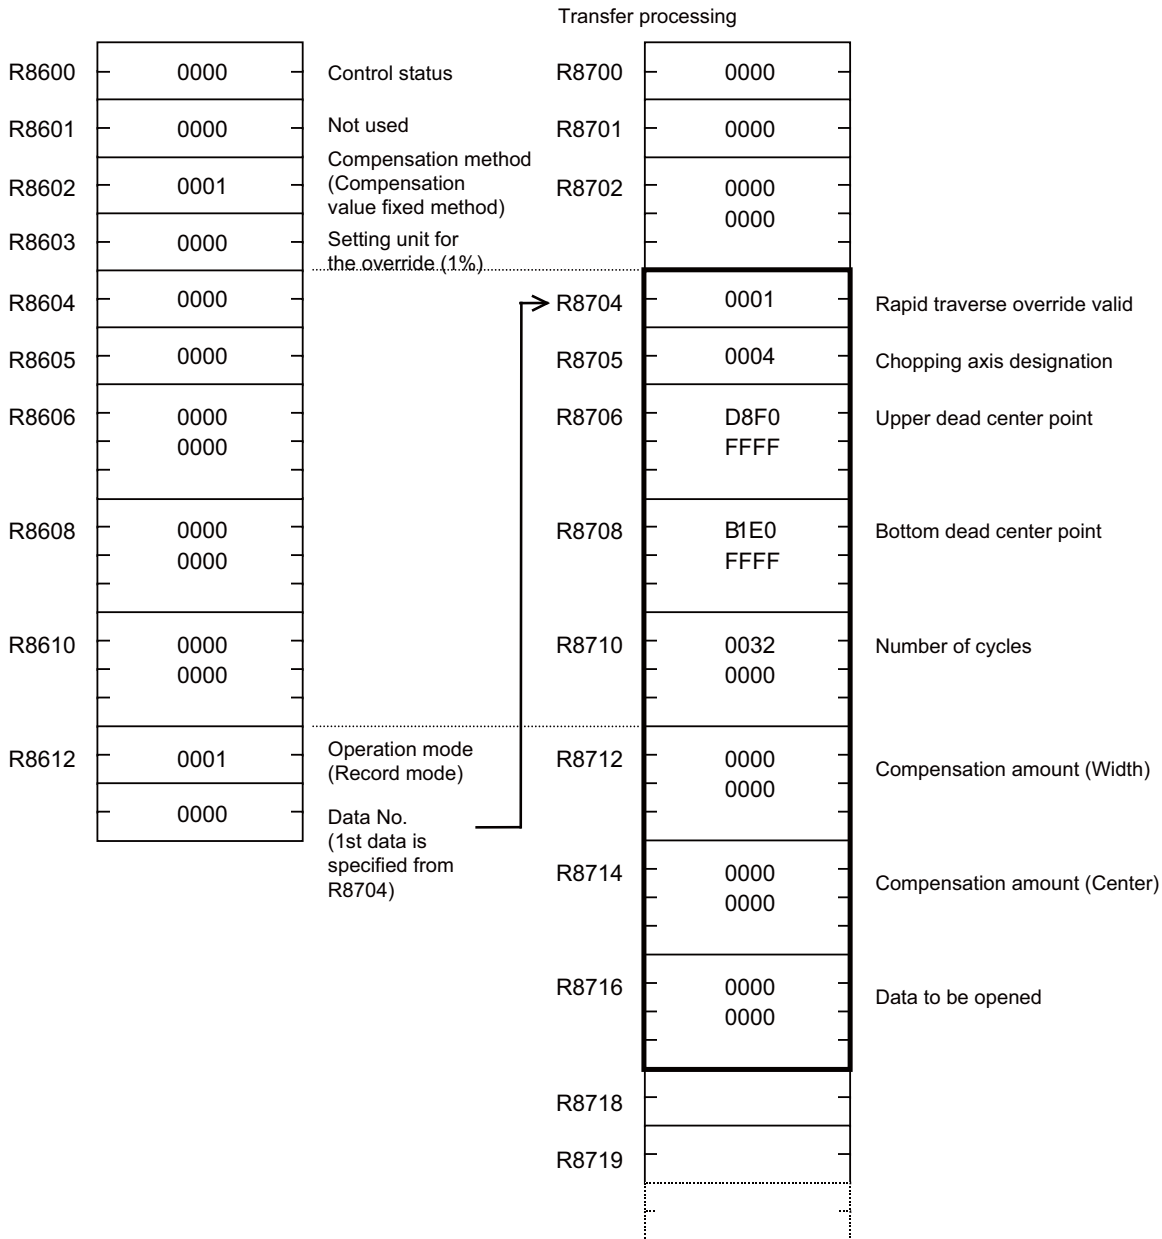 Transfer processing
R8600 0000 Control status
R8601 0000 Not used
R8602 0001 Compensation method
(Compensation
value fixed method)
R8603 0000 Setting unit for
the override (1%)
R8604 0000
R8605 0000
R8606 0000
0000
R8608 0000
0000
R8610 0000
0000
R8612 0001 Operation mode
(Record mode)
0000 Data No.
(1st data is
specified from
R8704)
R8700 0000
R8701 0000
R8702 0000
0000
R8704 0001 Rapid traverse override valid
R8705 0004 Chopping axis designation
R8706 D8F0 Upper dead center point
FFFF
R8708 B1E0 Bottom dead center point
FFFF
R8710 0032 Number of cycles
0000
R8712 0000 Compensation amount (Width)
0000
R8714 0000 Compensation amount (Center)
0000
R8716 0000 Data to be opened
0000
R8718
R8719